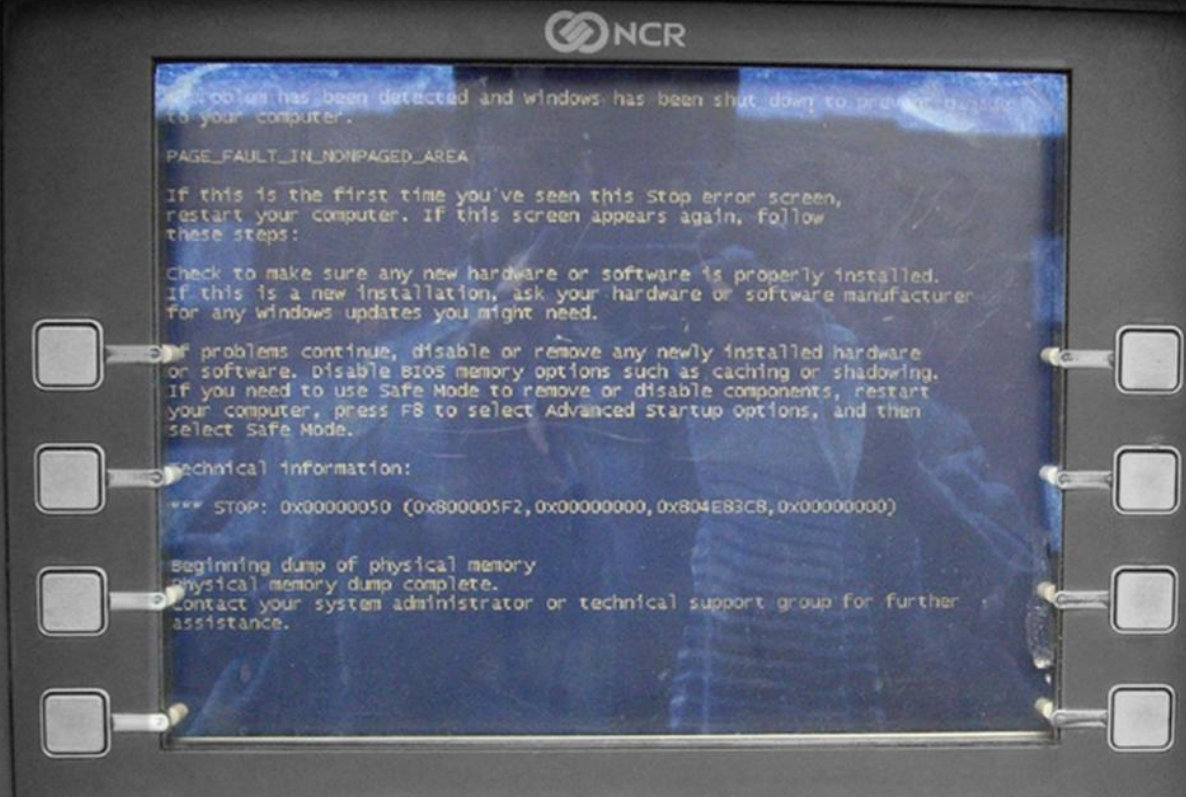 NCR
A problem has been detected and windows has been shut down to prevent damage
to your computer.
PAGE_FAULT_IN_NONPAGED_AREA
If this is the first time you've seen this Stop error screen,
restart your computer. If this screen appears again, follow
these steps:
Check to make sure any new hardware or software is properly installed.
If this is a new installation, ask your hardware or software manufacturer
for any windows updates you might need.
If problems continue, disable or remove any newly installed hardware
or software. Disable BIOS memory options such as caching or shadowing.
If you need to use Safe Mode to remove or disable components, restart
your computer, press F8 to select Advanced Startup Options, and then
select Safe Mode.
Technical information:
*** STOP: 0x00000050 (0x800005F2,0x00000000,0x804E83C8,0x00000000)
Beginning dump of physical memory
Physical memory dump complete.
Contact your system administrator or technical support group for further
assistance.